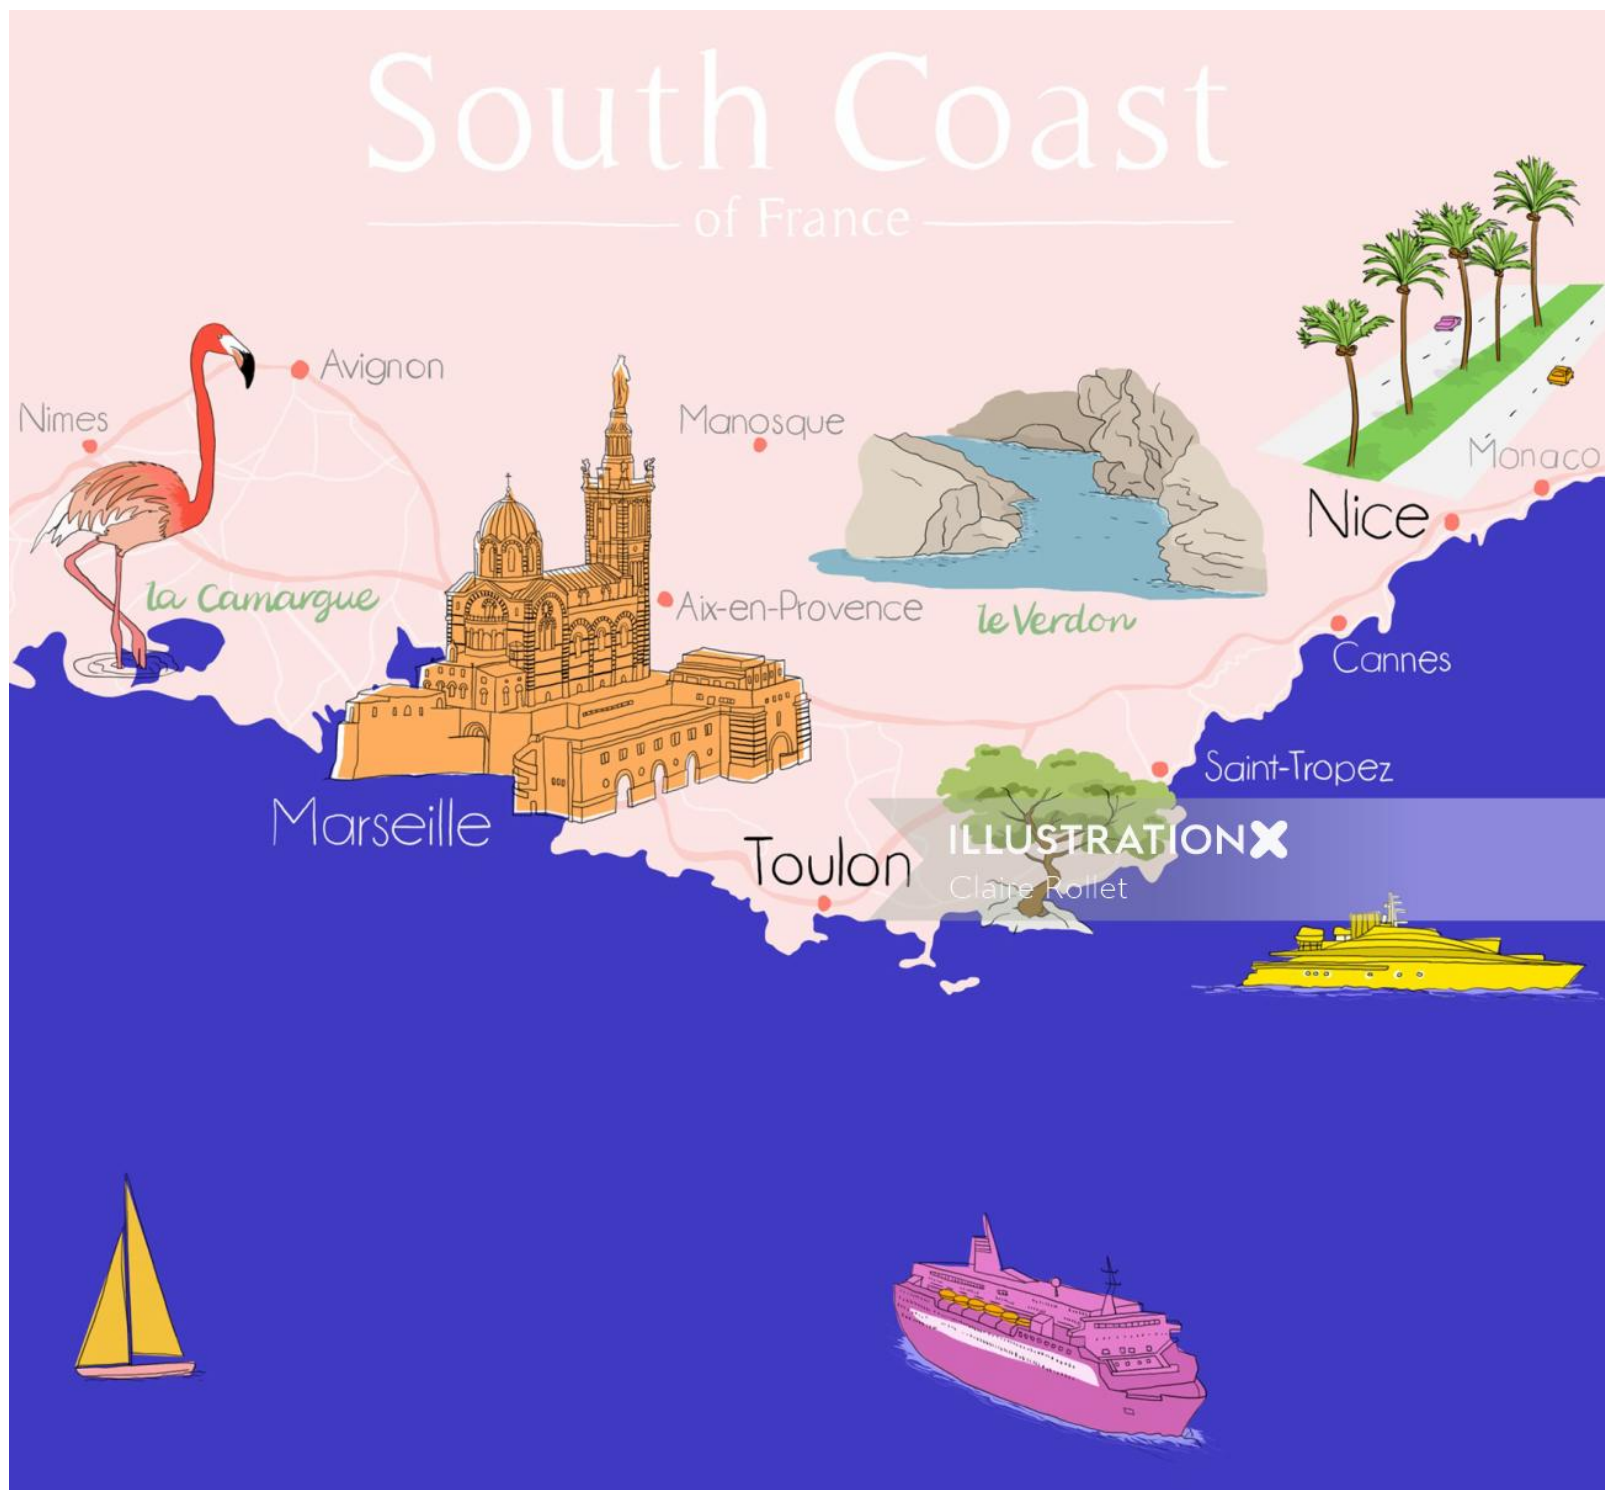 South Coast
of France
Avignon
Nimes
Manosque
Monaco
Nice
la Camargue
Aix-en-Provence
le Verdon
Cannes
Saint-Tropez
Marseille
Toulon
ILLUSTRATIONX
Claire Rollet